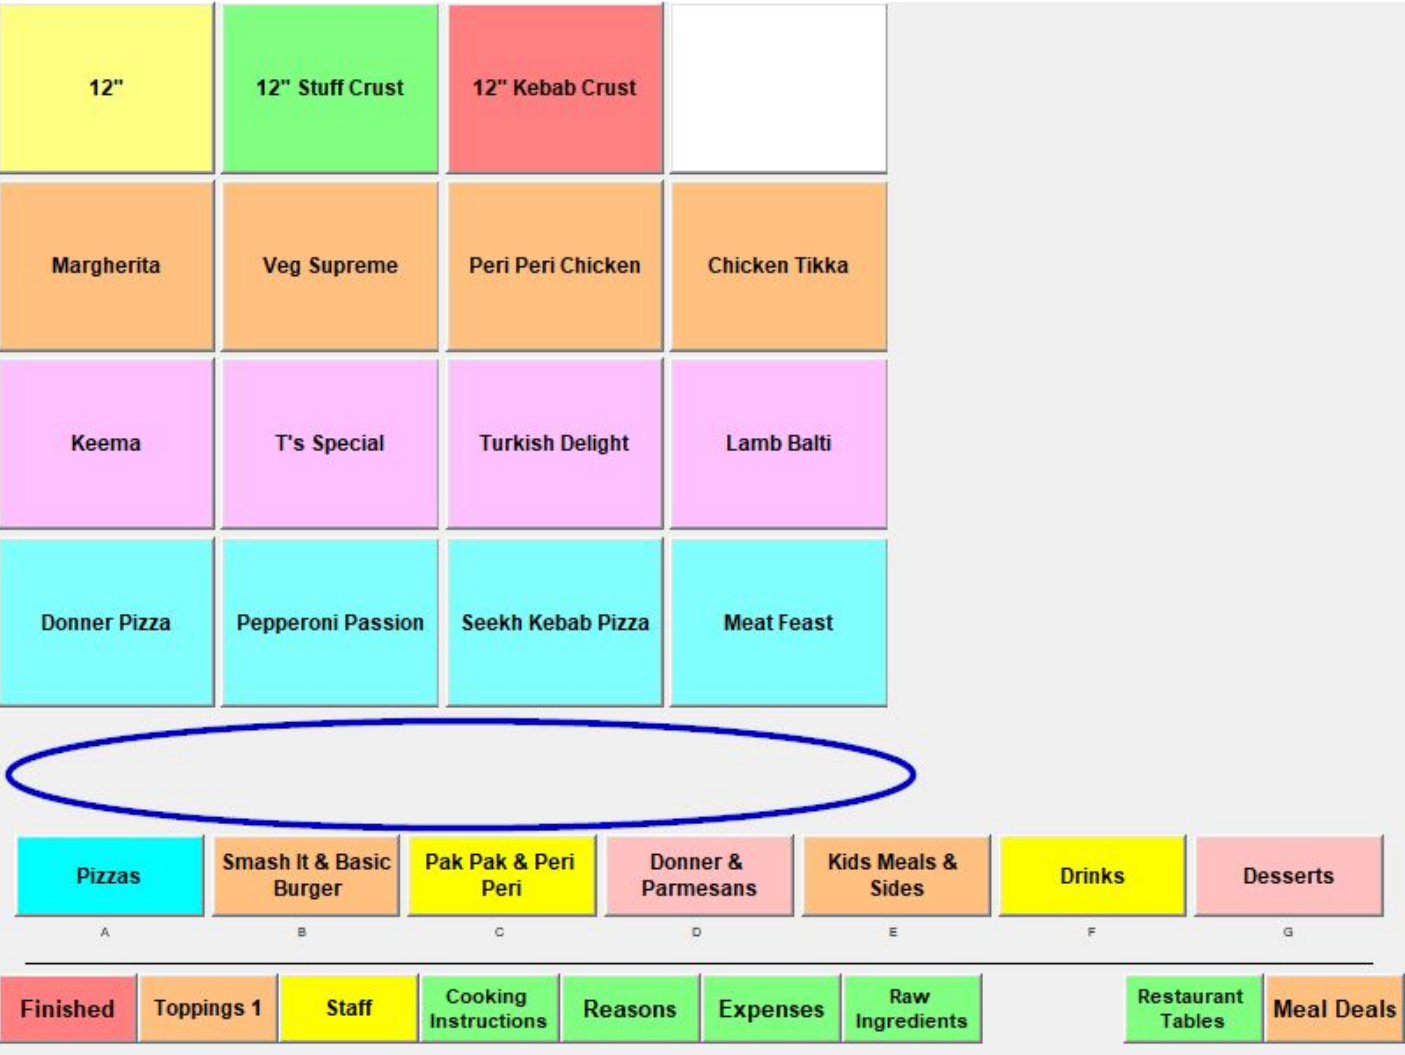 12"
12" Stuff Crust
12" Kebab Crust
Margherita
Veg Supreme
Peri Peri Chicken
Chicken Tikka
Keema
T's Special
Turkish Delight
Lamb Balti
Donner Pizza
Pepperoni Passion
Seekh Kebab Pizza
Meat Feast
Pizzas
Smash It & Basic
Burger
Pak Pak & Peri
Peri
Donner &
Parmesans
Kids Meals &
Sides
Drinks
Desserts
A
B
C
D
E
F
G
Finished
Toppings 1
Staff
Cooking
Instructions
Reasons
Expenses
Raw
Ingredients
Restaurant
Tables
Meal Deals